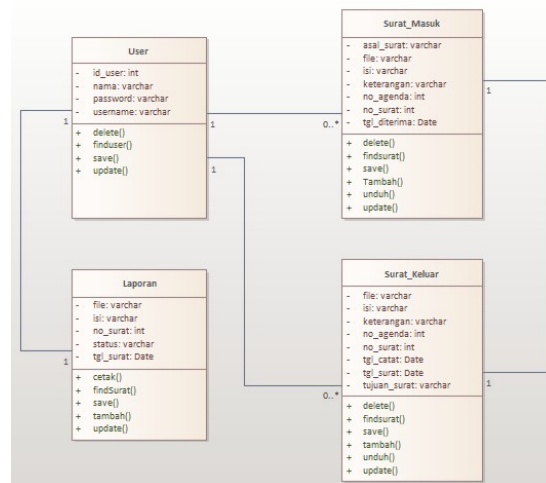 User
- id_user: int
- nama: varchar
- password: varchar
- username: varchar
+ delete()
+ finduser()
+ save()
+ update()
1
1
1
Surat_Masuk
- asal_surat: varchar
- file: varchar
- isi: varchar
- keterangan: varchar
- no_agenda: int
- no_surat: int
- tgl_diterima: Date
+ delete()
+ findsurat()
+ save()
+ Tambah()
+ unduh()
+ update()
0..*
1
Laporan
- file: varchar
- isi: varchar
- no_surat: int
- status: varchar
- tgl_surat: Date
+ cetak()
+ findSurat()
+ save()
+ tambah()
+ update()
1
Surat_Keluar
- file: varchar
- isi: varchar
- keterangan: varchar
- no_agenda: int
- no_surat: int
- tgl_catat: Date
- tgl_surat: Date
- tujuan_surat: varchar
+ delete()
+ findsurat()
+ save()
+ tambah()
+ unduh()
+ update()
0..*
1